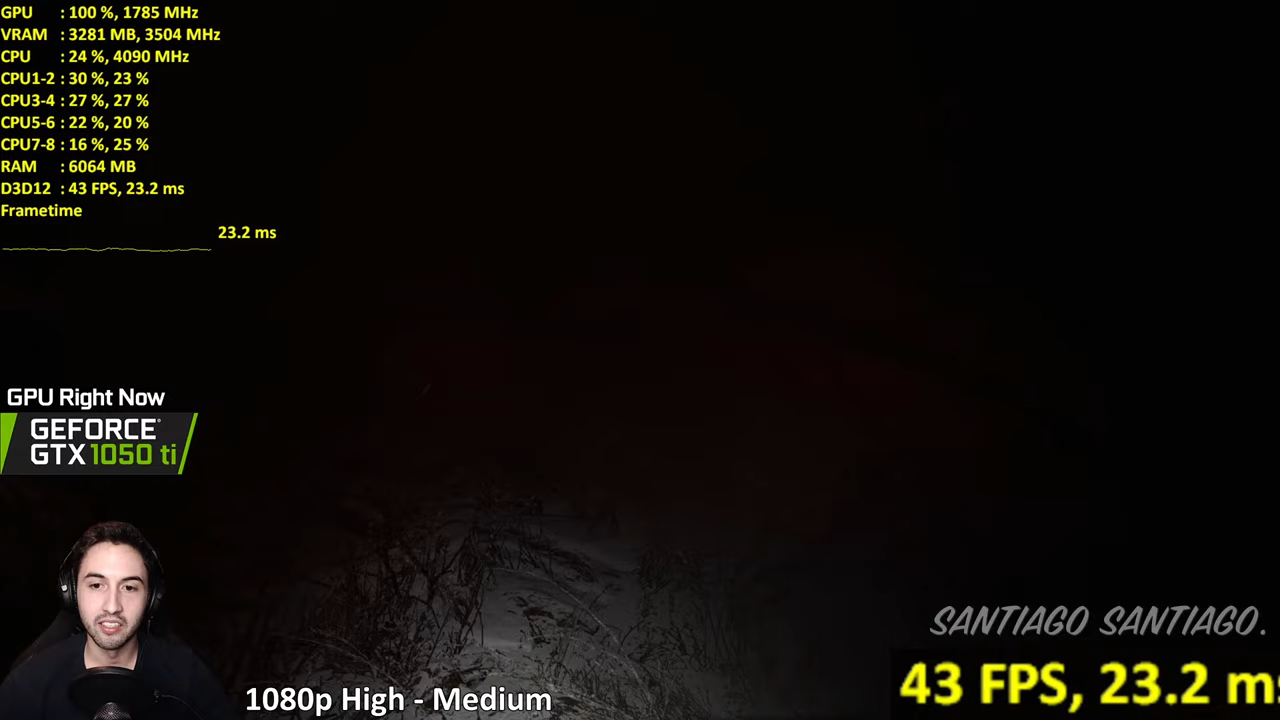 GPU : 100 %, 1785 MHz
VRAM : 3281 MB, 3504 MHz
CPU : 24 %, 4090 MHz
CPU1-2 : 30 %, 23 %
CPU3-4 : 27 %, 27 %
CPU5-6 : 22 %, 20 %
CPU7-8 : 16 %, 25 %
RAM : 6064 MB
D3D12 : 43 FPS, 23.2 ms
Frametime
23.2 ms
GPU Right Now
GEFORCE
GTX 1050 ti
SANTIAGO SANTIAGO.
43 FPS, 23.2 ms
1080p High - Medium